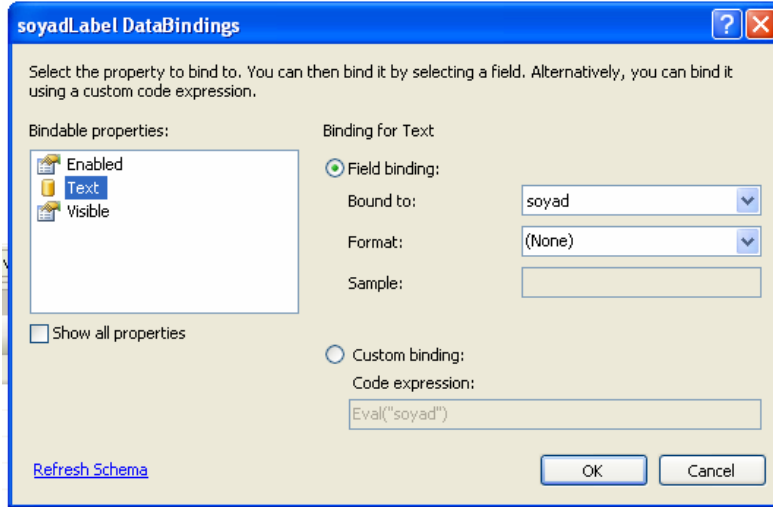 soyadLabel DataBindings
Select the property to bind to. You can then bind it by selecting a field. Alternatively, you can bind it
using a custom code expression.
Bindable properties:
Enabled
Text
Visible
Show all properties
Binding for Text
Field binding:
Bound to: soyad
Format: (None)
Sample:
Custom binding:
Code expression:
Eval("soyad")
Refresh Schema
OK Cancel